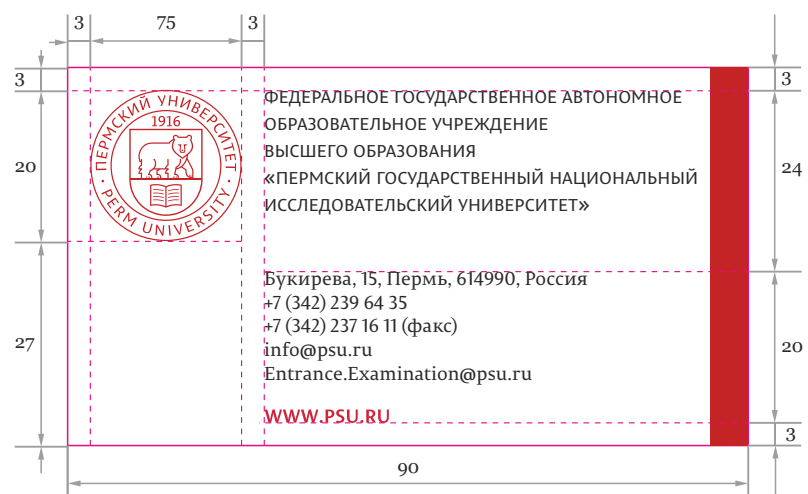 3 75 3
3
3
20
24
27
20
3
90
ПЕРМСКИЙ УНИВЕРСИТЕТ
1916
PERM UNIVERSITY
ФЕДЕРАЛЬНОЕ ГОСУДАРСТВЕННОЕ АВТОНОМНОЕ
ОБРАЗОВАТЕЛЬНОЕ УЧРЕЖДЕНИЕ
ВЫСШЕГО ОБРАЗОВАНИЯ
«ПЕРМСКИЙ ГОСУДАРСТВЕННЫЙ НАЦИОНАЛЬНЫЙ
ИССЛЕДОВАТЕЛЬСКИЙ УНИВЕРСИТЕТ»
Букирева, 15, Пермь, 614990, Россия
+7 (342) 239 64 35
+7 (342) 237 16 11 (факс)
info@psu.ru
Entrance.Examination@psu.ru
WWW.PSU.RU